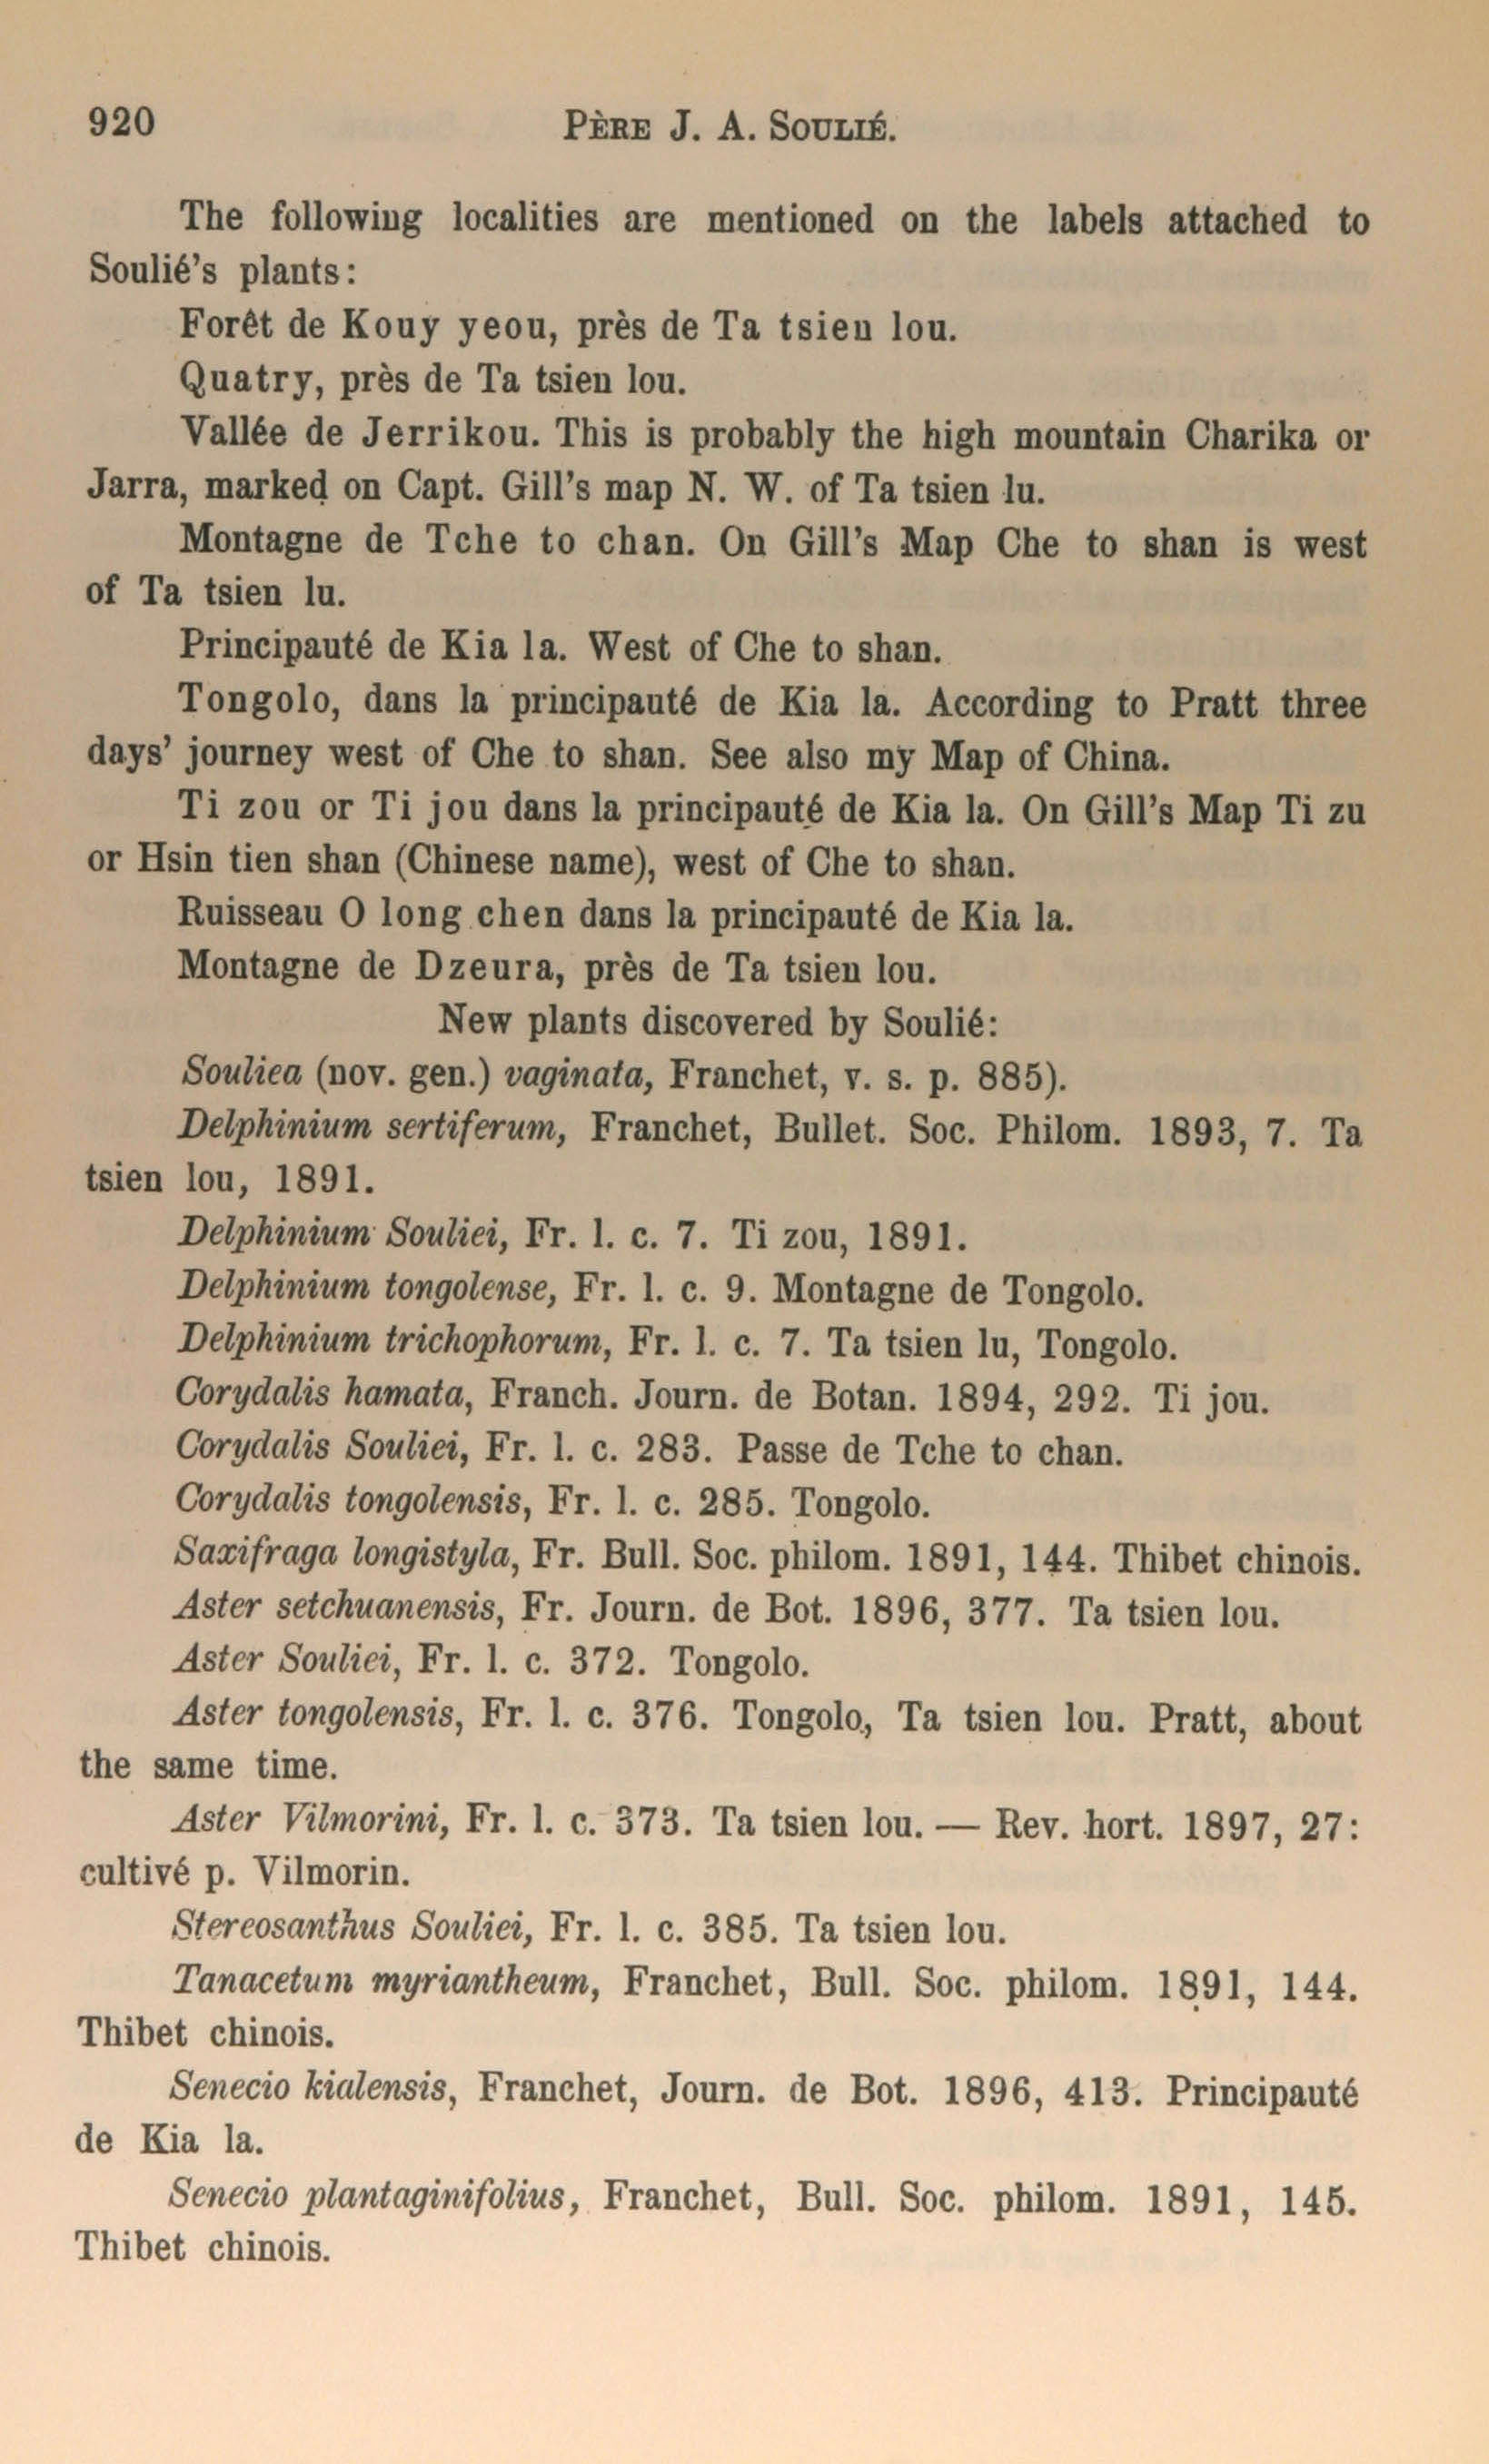 920
PÈRE J. A. SOULIÉ.
The following localities are mentioned on the labels attached to
Soulié's plants:
Forêt de Kouy yeou, près de Ta tsien lou.
Quatry, près de Ta tsien lou.
Vallée de Jerrikou. This is probably the high mountain Charika or
Jarra, marked on Capt. Gill's map N. W. of Ta tsien lu.
Montagne de Tche to chan. On Gill's Map Che to shan is west
of Ta tsien lu.
Principauté de Kia la. West of Che to shan.
Tongolo, dans la principauté de Kia la. According to Pratt three
days' journey west of Che to shan. See also my Map of China.
Ti zou or Ti jou dans la principauté de Kia la. On Gill's Map Ti zu
or Hsin tien shan (Chinese name), west of Che to shan.
Ruisseau O long chen dans la principauté de Kia la.
Montagne de Dzeura, près de Ta tsien lou.
New plants discovered by Soulié:
Souliea (nov. gen.) vaginata, Franchet, v. s. p. 885).
Delphinium sertiferum, Franchet, Bullet. Soc. Philom. 1893, 7. Ta
tsien lou, 1891.
Delphinium Souliei, Fr. l. c. 7. Ti zou, 1891.
Delphinium tongolense, Fr. l. c. 9. Montagne de Tongolo.
Delphinium trichophorum, Fr. l. c. 7. Ta tsien lu, Tongolo.
Corydalis hamata, Franch. Journ. de Botan. 1894, 292. Ti jou.
Corydalis Souliei, Fr. l. c. 283. Passe de Tche to chan.
Corydalis tongolensis, Fr. l. c. 285. Tongolo.
Saxifraga longistyla, Fr. Bull. Soc. philom. 1891, 144. Thibet chinois.
Aster setchuanensis, Fr. Journ. de Bot. 1896, 377. Ta tsien lou.
Aster Souliei, Fr. l. c. 372. Tongolo.
Aster tongolensis, Fr. l. c. 376. Tongolo, Ta tsien lou. Pratt, about
the same time.
Aster Vilmorini, Fr. l. c. 373. Ta tsien lou. — Rev. hort. 1897, 27:
cultivé p. Vilmorin.
Stereosanthus Souliei, Fr. l. c. 385. Ta tsien lou.
Tanacetum myriantheum, Franchet, Bull. Soc. philom. 1891, 144.
Thibet chinois.
Senecio kialensis, Franchet, Journ. de Bot. 1896, 413. Principauté
de Kia la.
Senecio plantaginifolius, Franchet, Bull. Soc. philom. 1891, 145.
Thibet chinois.